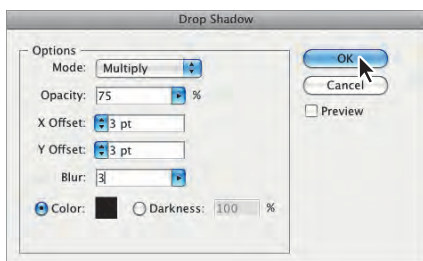 Drop Shadow
Options
Mode: Multiply
OK
Opacity: 75 %
Cancel
X Offset: 3 pt
Preview
Y Offset: 3 pt
Blur: 3
Color: Darkness: 100 %